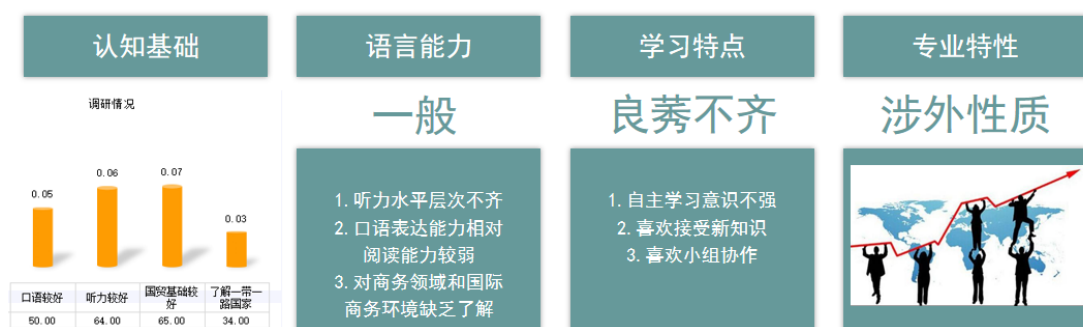 认知基础
语言能力
学习特点
专业特性
调研情况
0.05
0.06
0.07
0.03
口语较好
听力较好
国贸基础较
好
了解一带一
路国家
50.00
64.00
65.00
34.00
一般
1. 听力水平层次不齐
2. 口语表达能力相对
阅读能力较弱
3. 对商务领域和国际
商务环境缺乏了解
良莠不齐
1. 自主学习意识不强
2. 喜欢接受新知识
3. 喜欢小组协作
涉外性质